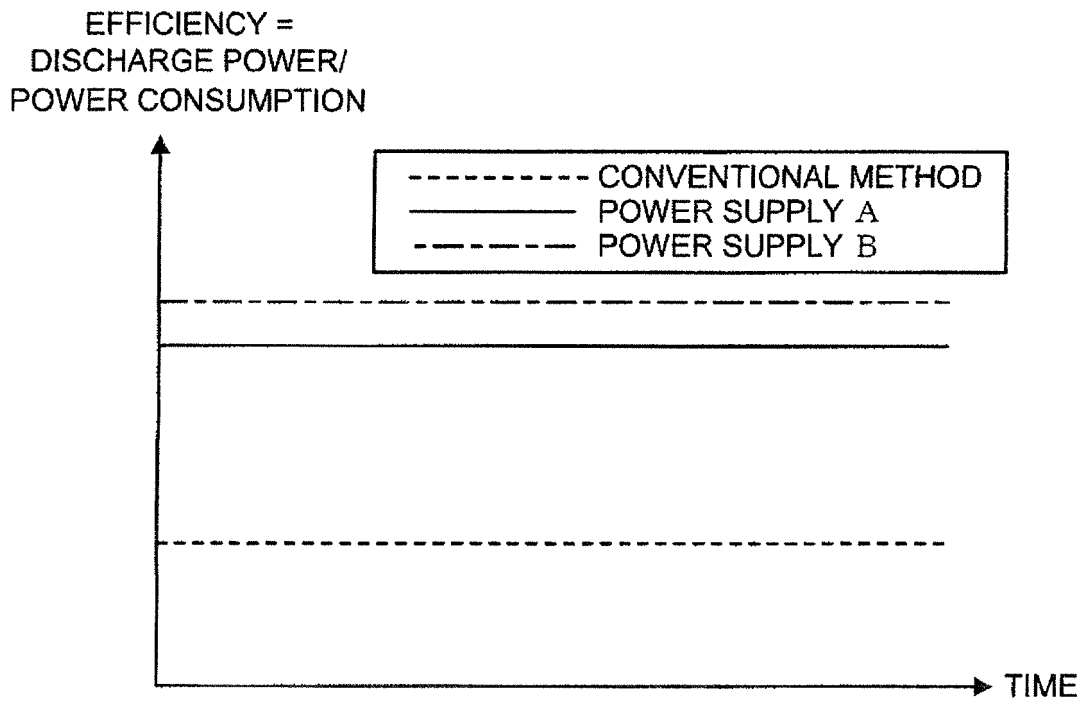 EFFICIENCY =
DISCHARGE POWER/
POWER CONSUMPTION
CONVENTIONAL METHOD
POWER SUPPLY A
POWER SUPPLY B
TIME